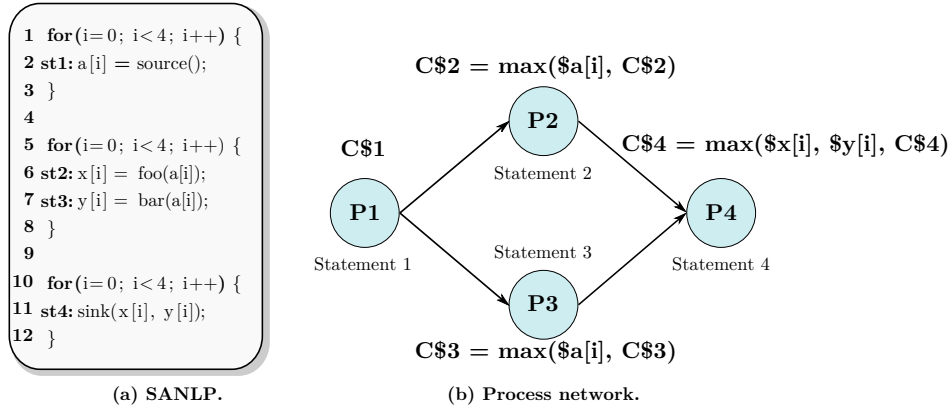 1 for(i=0; i<4; i++) {
2 st1: a[i] = source();
3 }
4
5 for(i=0; i<4; i++) {
6 st2: x[i] = foo(a[i]);
7 st3: y[i] = bar(a[i]);
8 }
9
10 for(i=0; i<4; i++) {
11 st4: sink(x[i], y[i]);
12 }
(a) SANLP.
C$2 = max($a[i], C$2)
P2
Statement 2
C$1
P1
Statement 1
C$4 = max($x[i], $y[i], C$4)
P4
Statement 4
Statement 3
P3
C$3 = max($a[i], C$3)
(b) Process network.